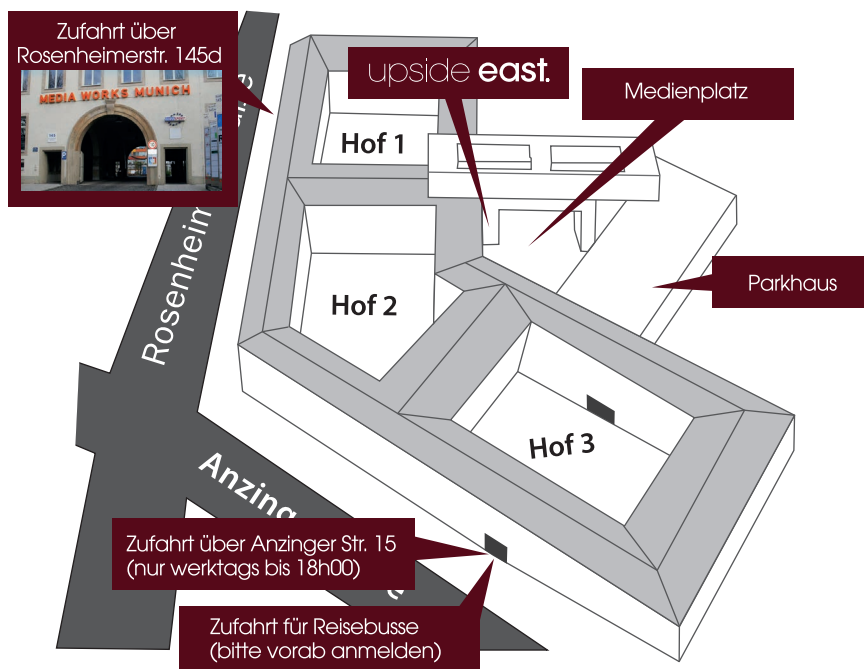 Zufahrt über
Rosenheimerstr. 145d
MEDIA WORKS MUNICH
upside east.
Medienplatz
Hof 1
Hof 2
Parkhaus
Hof 3
Rosenheim
Anzing
Zufahrt über Anzinger Str. 15
(nur werktags bis 18h00)
Zufahrt für Reisebusse
(bitte vorab anmelden)